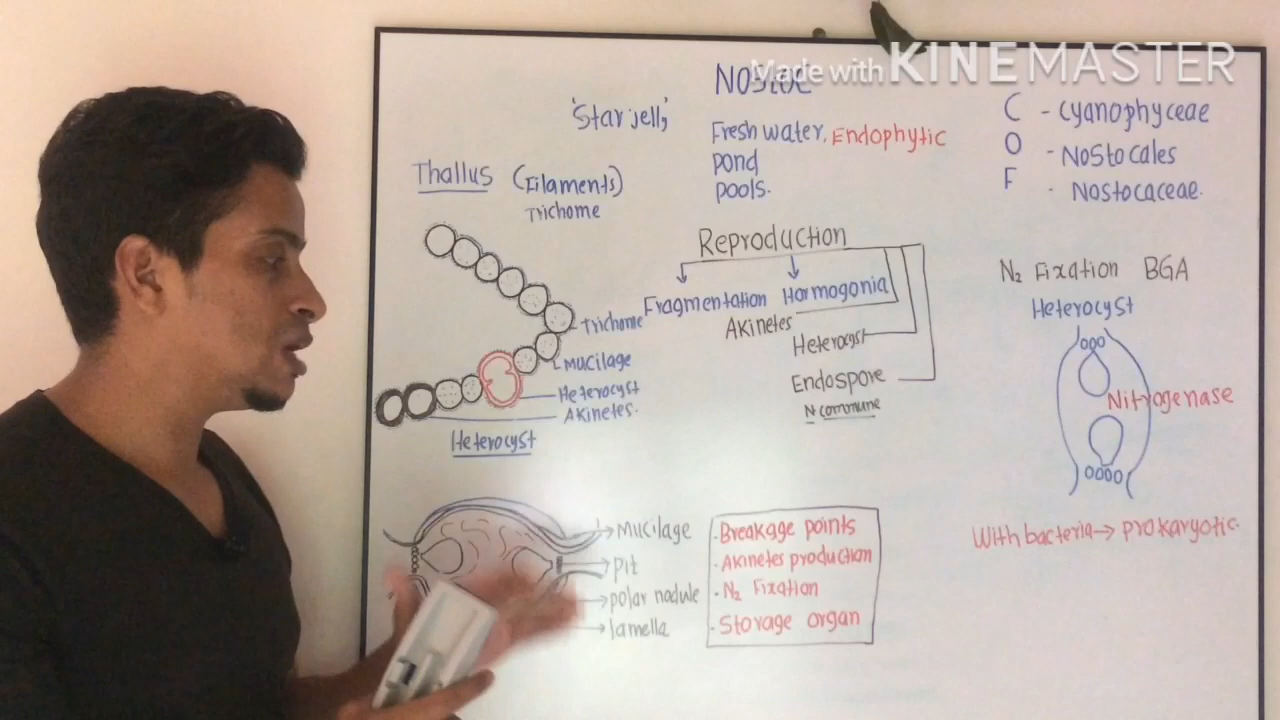 Made with KINEMASTER
NOStOC
'Star jelly'
Fresh water, Endophytic
pond
pools.
C - Cyanophyceae
O - Nostocales
F - Nostocaceae.
Thallus (Filaments)
Trichome
Trichome
Mucilage
Heterocyst
Akinetes.
Heterocyst
Reproduction
Fragmentation Hormogonia
Akinetes
Heterocyst
Endospore
N commune
N2 Fixation BGA
Heterocyst
Nitrogenase
With bacteria→ prokaryotic.
Mucilage
pit
polar nodule
lamella
. Breakage points
. Akinetes production
. N2 Fixation
. Storage organ